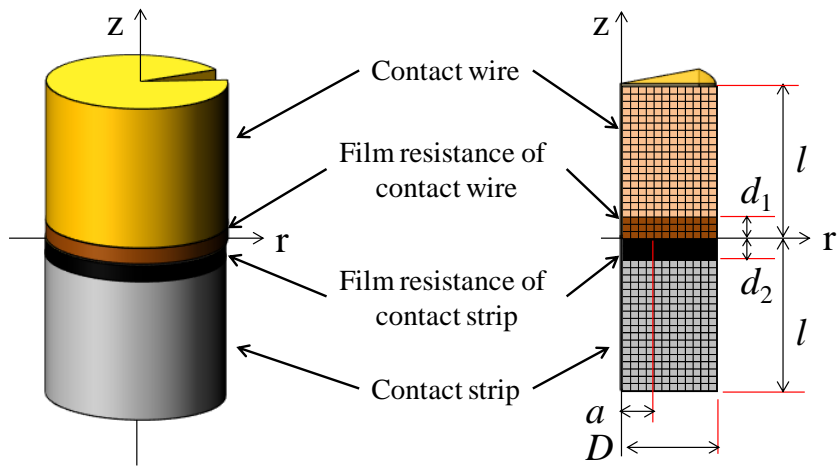 z
z
Contact wire
Film resistance of
contact wire
l
d1
r
r
d2
Film resistance of
contact strip
l
Contact strip
a
D